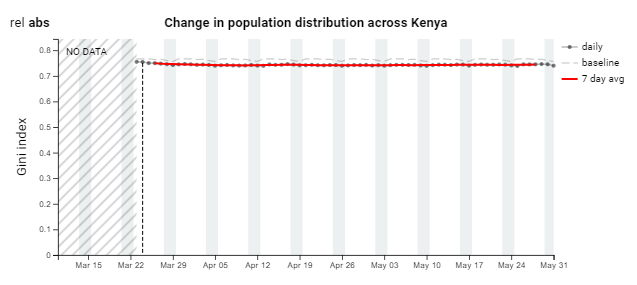 rel abs
Change in population distribution across Kenya
NO DATA
daily
baseline
7 day avg
Gini index
0.8
0.7
0.6
0.5
0.4
0.3
0.2
0.1
0
Mar 15 Mar 22 Mar 29 Apr 05 Apr 12 Apr 19 Apr 26 May 03 May 10 May 17 May 24 May 31